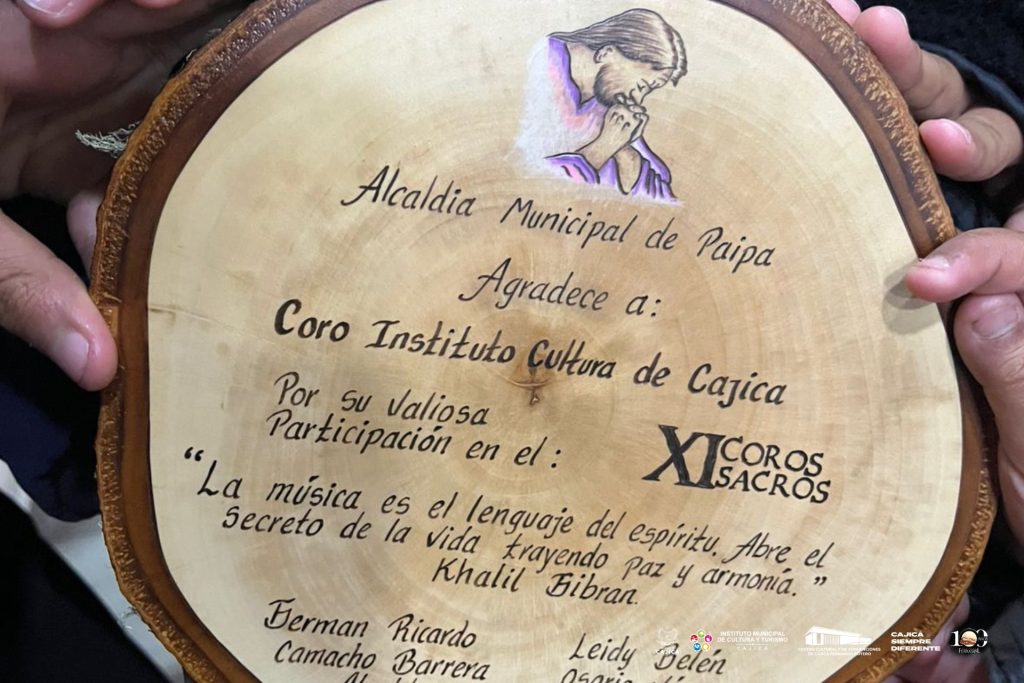 Alcaldia Municipal de Paipa
Agradece a:
Coro Instituto Cultura de Cajica
Por su valiosa
Participación en el:
XI COROS
SACROS
“La música es el lenguaje del espíritu. Abre el
secreto de la vida trayendo paz y armonía.”
Khalil Gibran.
German Ricardo
Camacho Barrera
Leidy Belén
INSTITUTO MUNICIPAL
DE CULTURA Y TURISMO
CAJICÁ
CAJICÁ
SIEMPRE
DIFERENTE